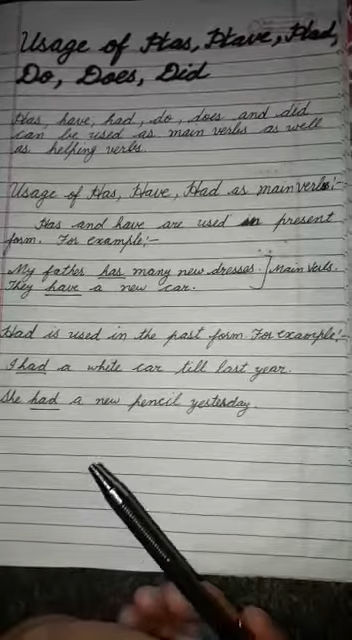 Usage of Has, Have, Had,
Do, Does, Did
Has, have, had, do, does and did
can be used as main verbs as well
as helping verbs.
Usage of Has, Have, Had as main verbs:-
Has and have are used in present
form. For example:-
My father has many new dresses. ] Main Verbs.
They have a new car.
Had is used in the past form. For example:-
I had a white car till last year.
She had a new pencil yesterday.